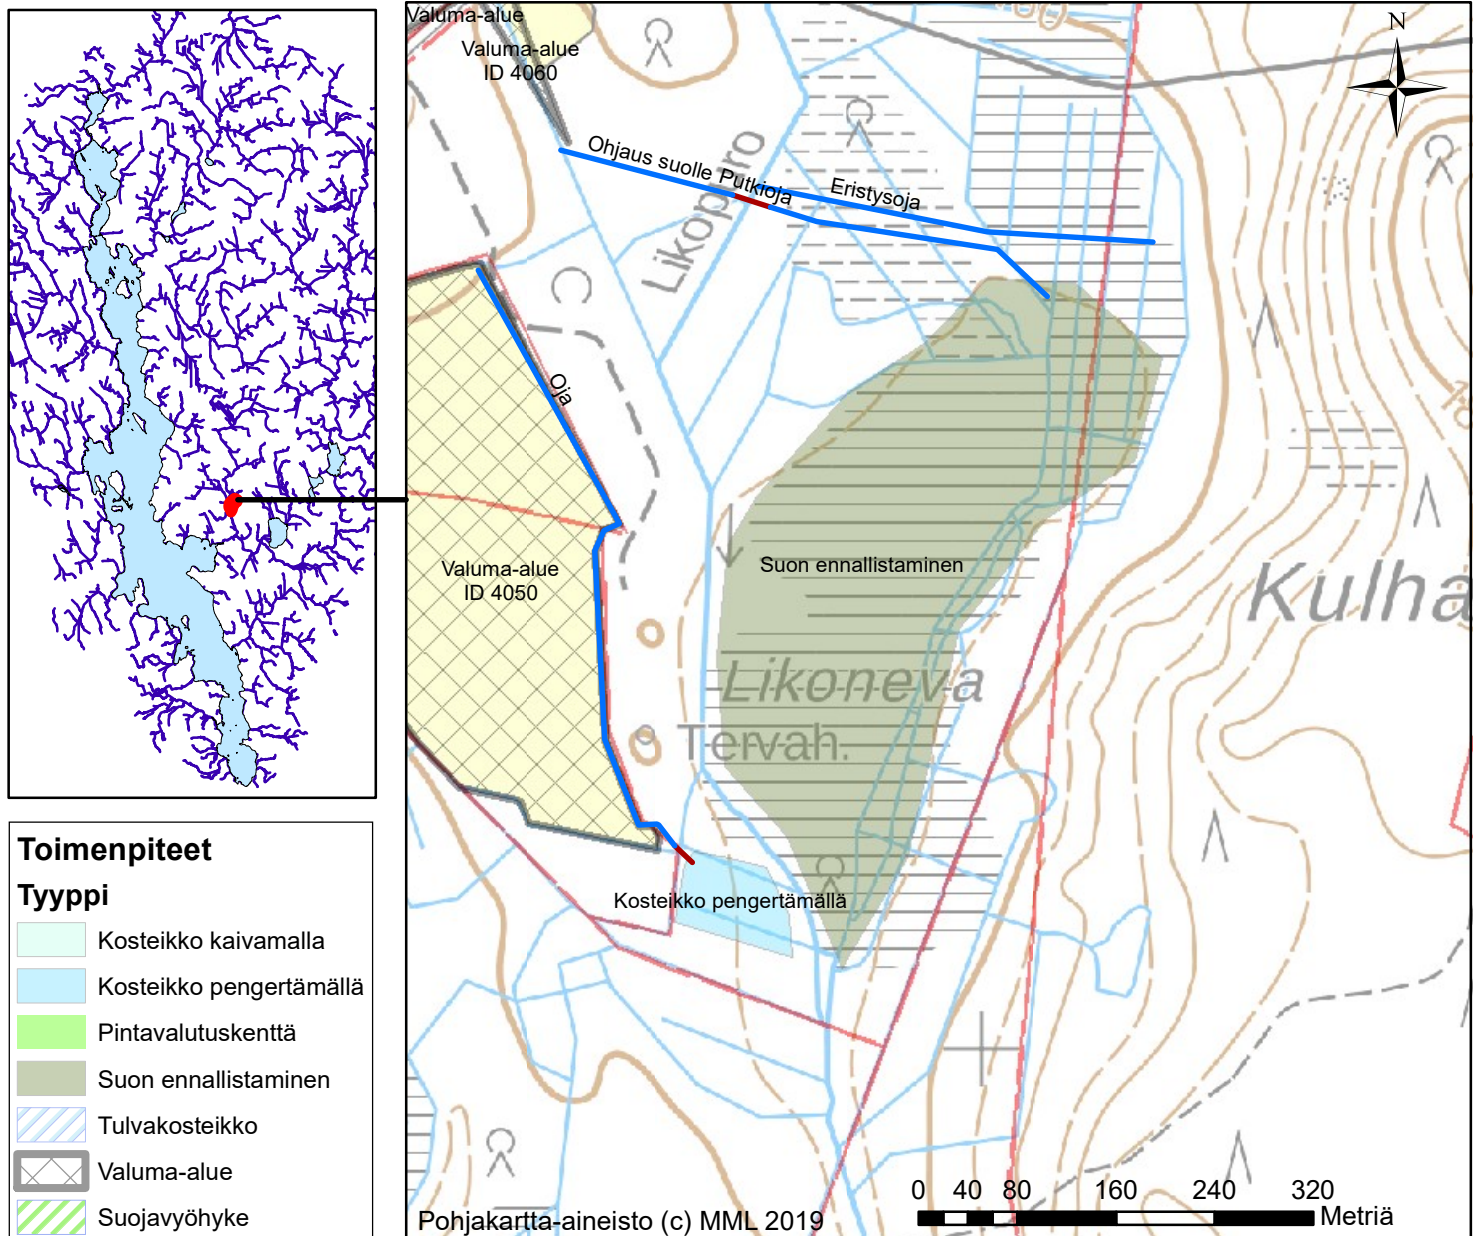 Valuma-alue
Valuma-alue
ID 4060
N
Ohjaus suolle
Putkioja
Eristysoja
Likopuro
Oja
Valuma-alue
ID 4050
Suon ennallistaminen
Kulha
Likoneva
Tervah.
Kosteikko pengertämällä
0 40 80 160 240 320
Metriä
Pohjakartta-aineisto (c) MML 2019
Toimenpiteet
Tyyppi
Kosteikko kaivamalla
Kosteikko pengertämällä
Pintavalutuskenttä
Suon ennallistaminen
Tulvakosteikko
Valuma-alue
Suojavyöhyke